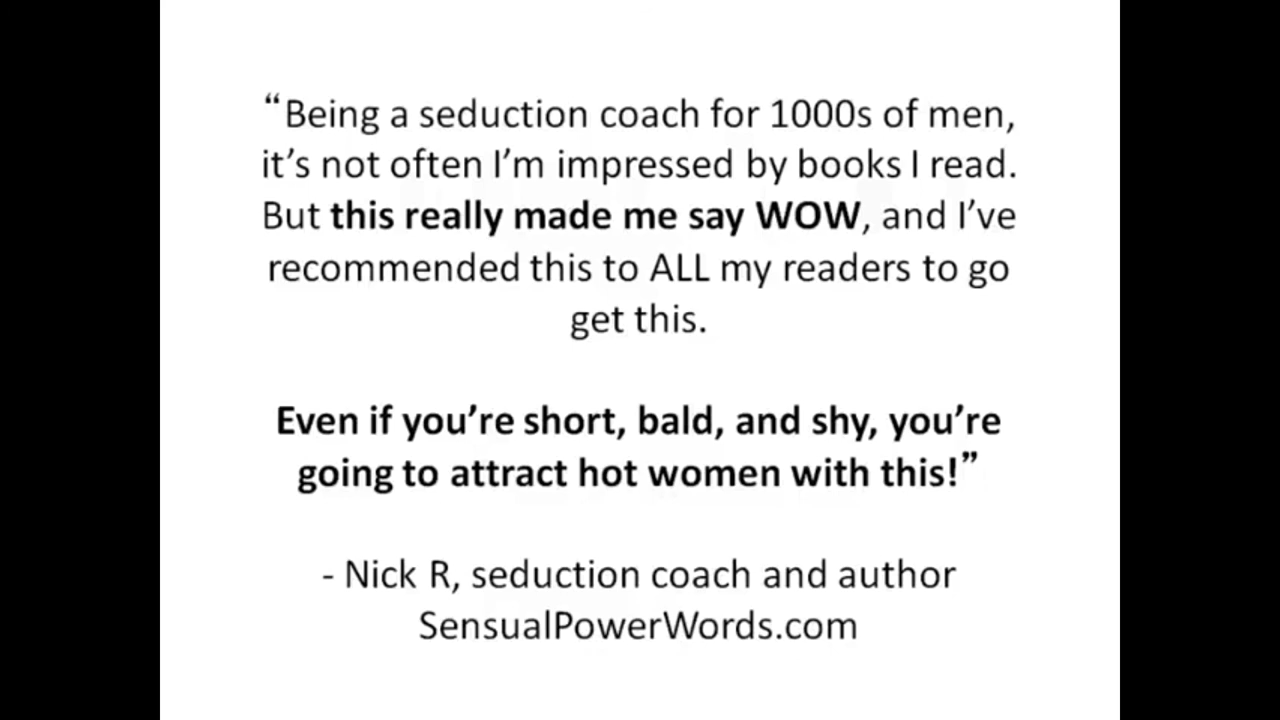 “Being a seduction coach for 1000s of men,
it’s not often I’m impressed by books I read.
But this really made me say WOW, and I’ve
recommended this to ALL my readers to go
get this.
Even if you’re short, bald, and shy, you’re
going to attract hot women with this!”
- Nick R, seduction coach and author
SensualPowerWords.com